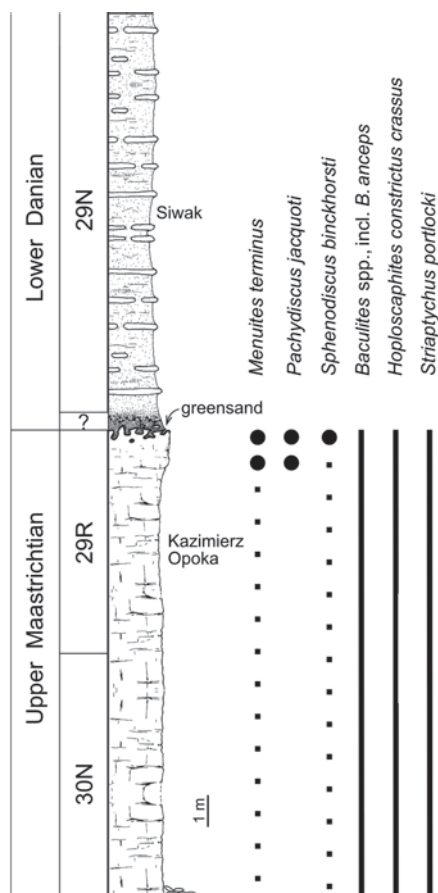 Lower Danian
Upper Maastrichtian
29N
?
29R
30N
Siwak
greensand
Kazimierz
Opoka
1 m
Menuites terminus
Pachydiscus jacquoti
Sphenodiscus binckhorsti
Baculites spp., incl. B. anceps
Hoploscaphites constrictus crassus
Striaptychus portlocki